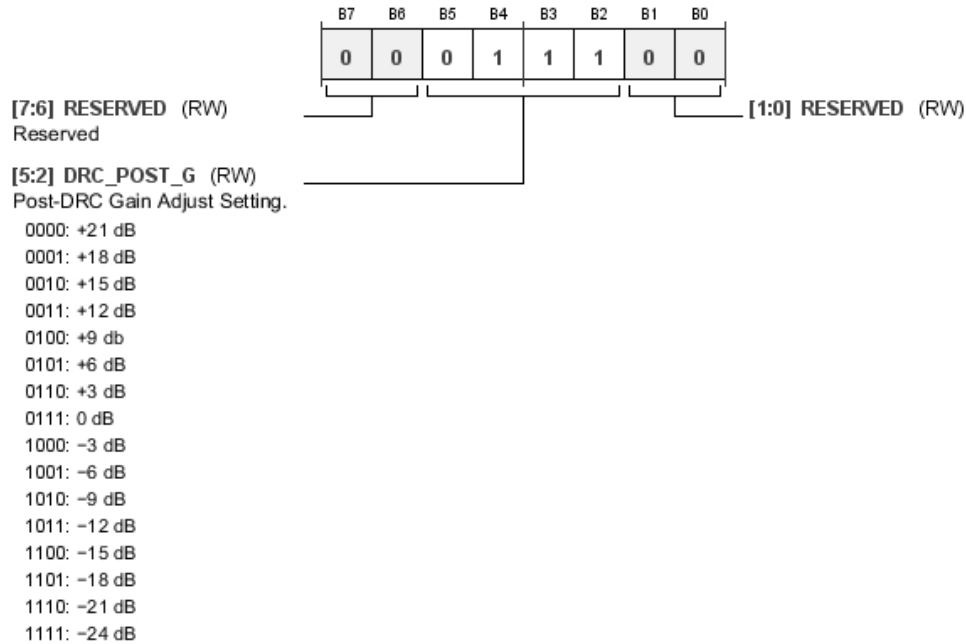 B7 B6 B5 B4 B3 B2 B1 B0
0 0 0 1 1 1 0 0
[7:6] RESERVED (RW) [1:0] RESERVED (RW)
Reserved
[5:2] DRC_POST_G (RW)
Post-DRC Gain Adjust Setting.
0000: +21 dB
0001: +18 dB
0010: +15 dB
0011: +12 dB
0100: +9 db
0101: +6 dB
0110: +3 dB
0111: 0 dB
1000: −3 dB
1001: −6 dB
1010: −9 dB
1011: −12 dB
1100: −15 dB
1101: −18 dB
1110: −21 dB
1111: −24 dB